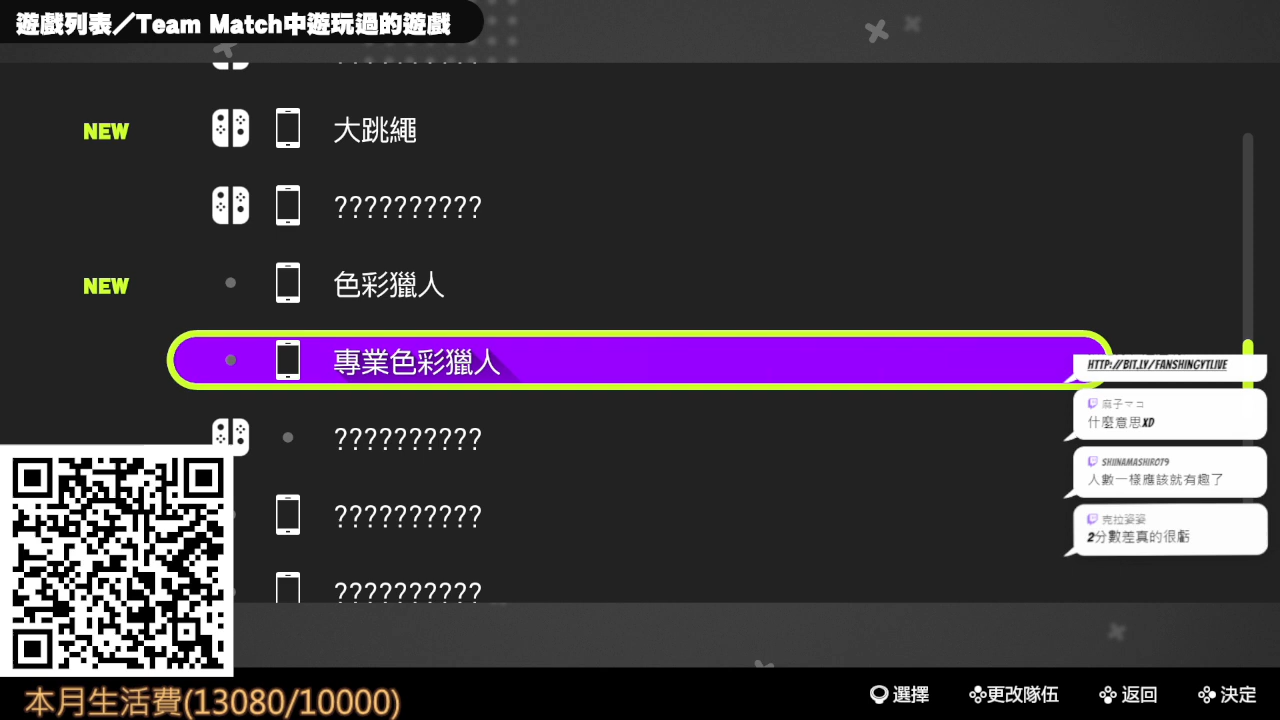 遊戲列表／Team Match中遊玩過的遊戲
NEW
大跳繩
??????????
NEW
色彩獵人
專業色彩獵人
??????????
??????????
??????????
HTTP://BIT.LY/FANSHINGYTLIVE
麻子マコ
什麼意思XD
SHIINAMASHIRO79
人數一樣應該就有趣了
克拉婆婆
2分數差真的很虧
本月生活費(13080/10000)
選擇
更改隊伍
返回
決定